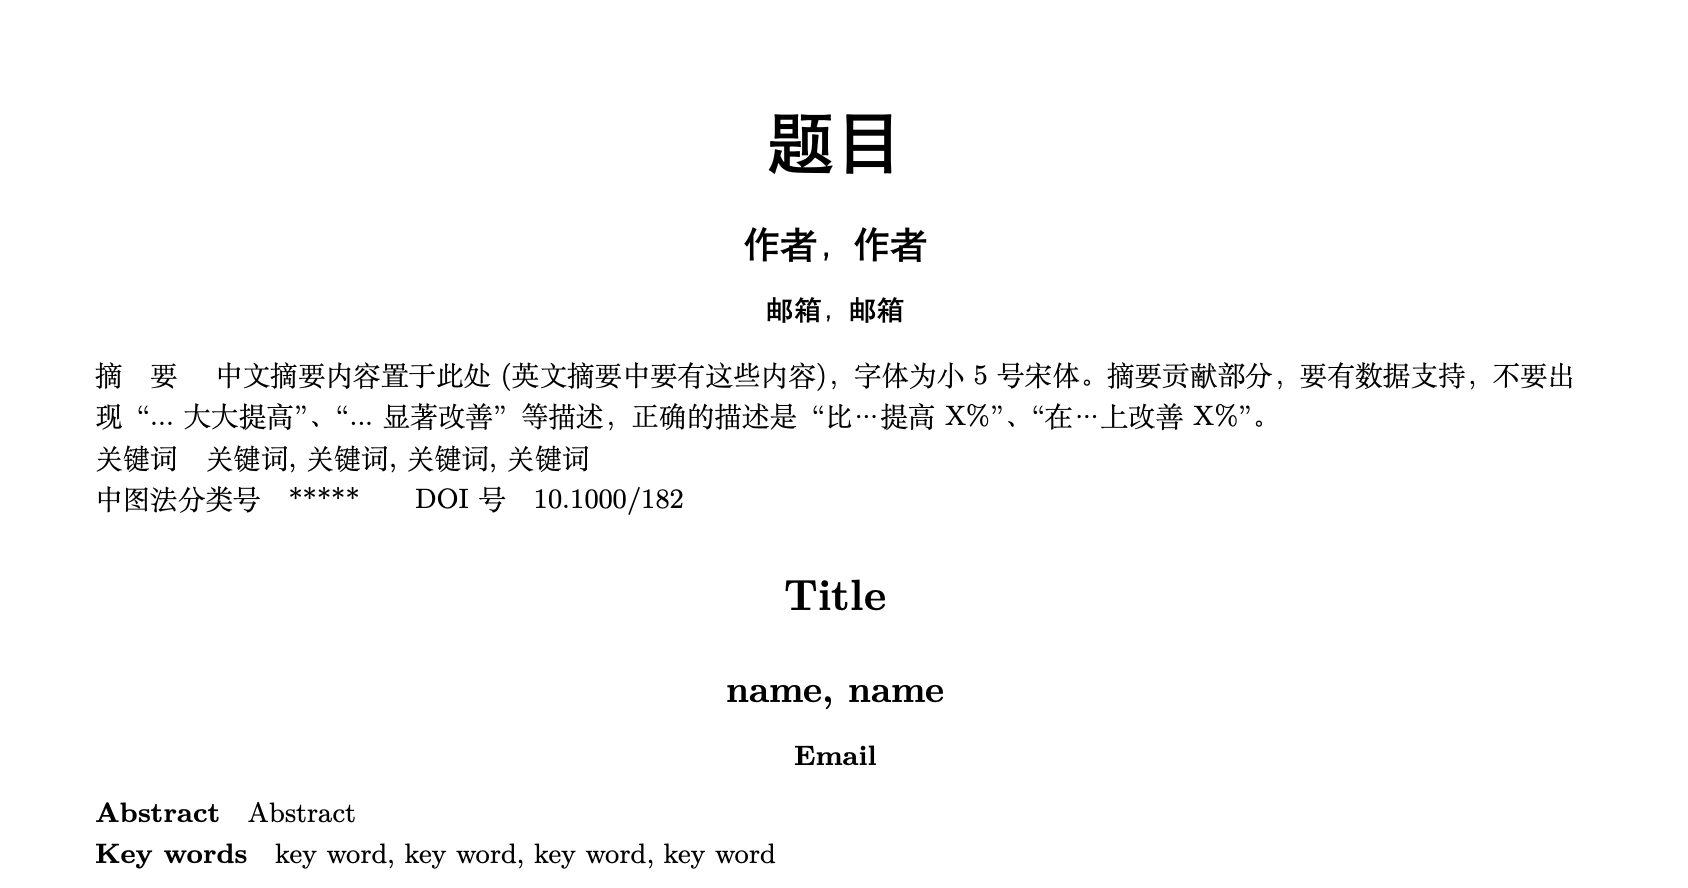 题目
作者，作者
邮箱，邮箱
摘　要　 中文摘要内容置于此处 (英文摘要中要有这些内容)，字体为小 5 号宋体。摘要贡献部分，要有数据支持，不要出
现 “... 大大提高”、“... 显著改善” 等描述，正确的描述是 “比…提高 X%”、“在…上改善 X%”。
关键词　关键词, 关键词, 关键词, 关键词
中图法分类号　*****　　DOI 号　10.1000/182
Title
name, name
Email
Abstract　Abstract
Key words　key word, key word, key word, key word